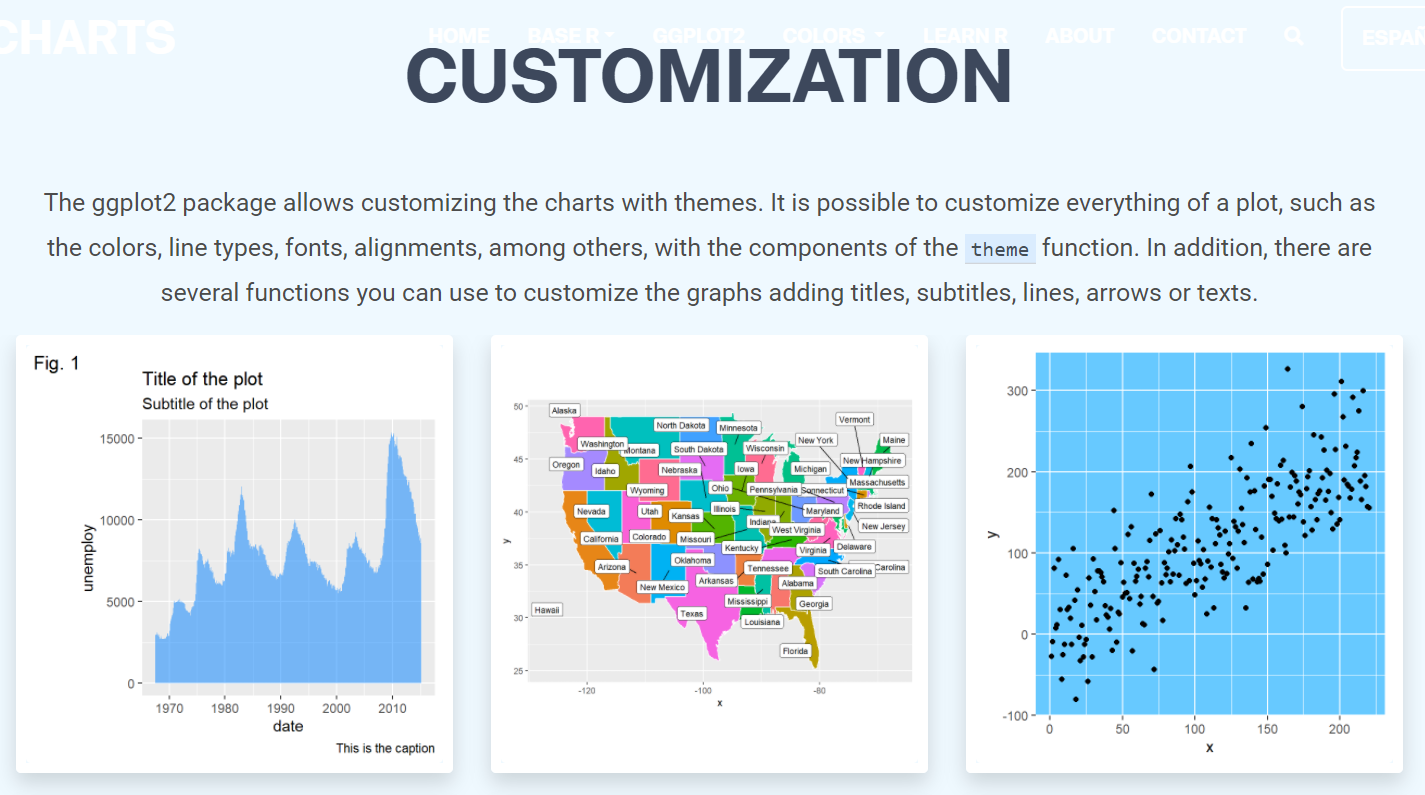 CHARTS
HOME BASE R GGPLOT2 COLORS LEARN R ABOUT CONTACT
CUSTOMIZATION
The ggplot2 package allows customizing the charts with themes. It is possible to customize everything of a plot, such as
the colors, line types, fonts, alignments, among others, with the components of the theme function. In addition, there are
several functions you can use to customize the graphs adding titles, subtitles, lines, arrows or texts.
Fig. 1
Title of the plot
Subtitle of the plot
unemploy
15000
10000
5000
0
1970 1980 1990 2000 2010
date
This is the caption
50
45
40
35
30
25
y
Alaska
Vermont
North Dakota
Minnesota
New York
Maine
Washington
Montana
South Dakota
Wisconsin
New Hampshire
Oregon
Idaho
Nebraska
Iowa
Michigan
Massachusetts
Wyoming
Ohio
Pennsylvania
Rhode Island
Nevada
Utah
Kansas
Illinois
Maryland
Indiana
New Jersey
California
Colorado
Missouri
West Virginia
Kentucky
Virginia
Delaware
Arizona
Oklahoma
Tennessee
South Carolina
Carolina
New Mexico
Arkansas
Alabama
Hawaii
Texas
Mississippi
Georgia
Louisiana
Florida
-120 -100 -80
x
300
200
100
0
-100
y
0 50 100 150 200
x